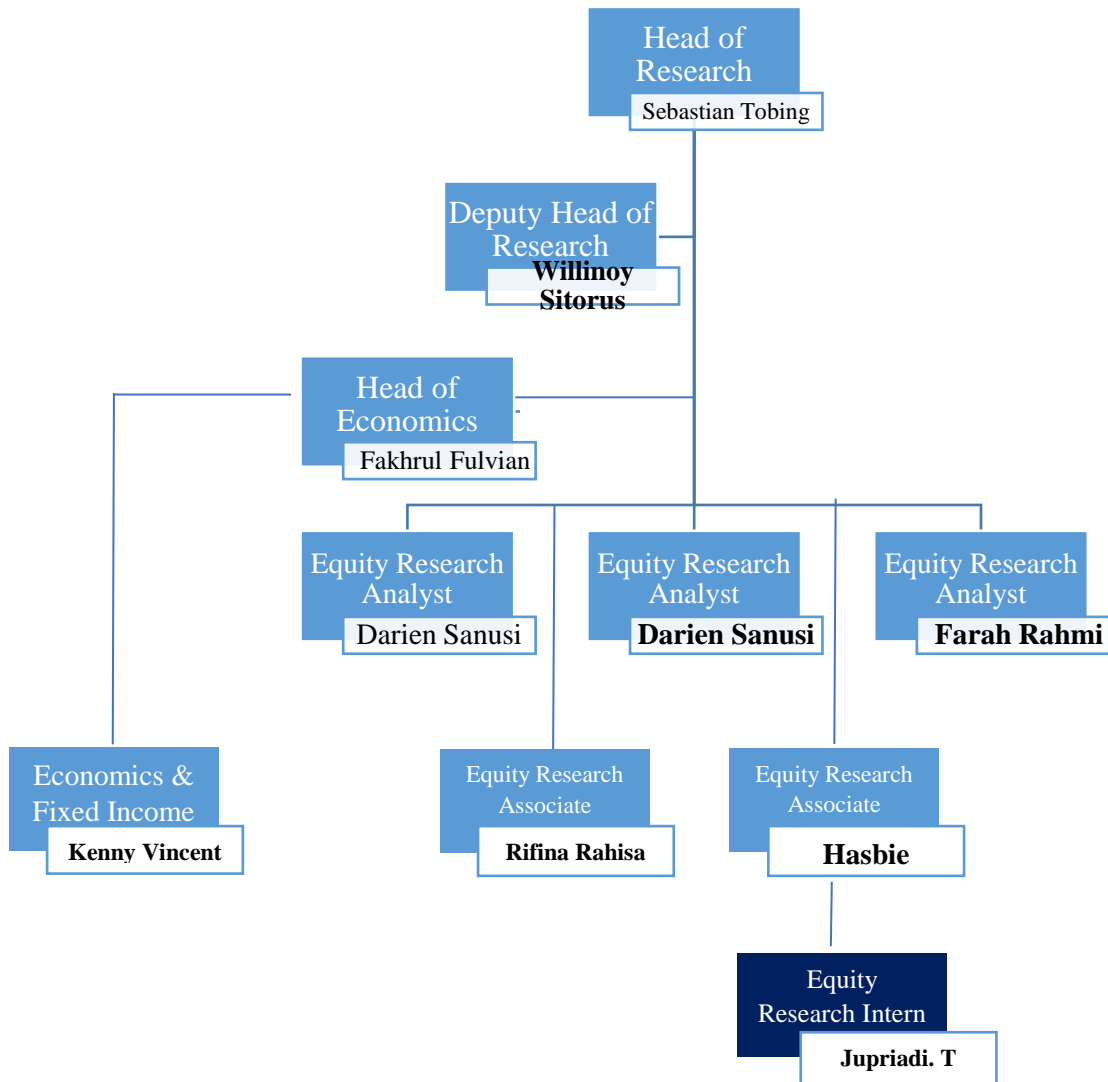 Head of
Research
Sebastian Tobing
Deputy Head of
Research
Willinoy
Sitorus
Head of
Economics
Fakhrul Fulvian
Equity Research
Analyst
Darien Sanusi
Equity Research
Analyst
Darien Sanusi
Equity Research
Analyst
Farah Rahmi
Economics &
Fixed Income
Kenny Vincent
Equity Research
Associate
Rifina Rahisa
Equity Research
Associate
Hasbie
Equity
Research Intern
Jupriadi. T